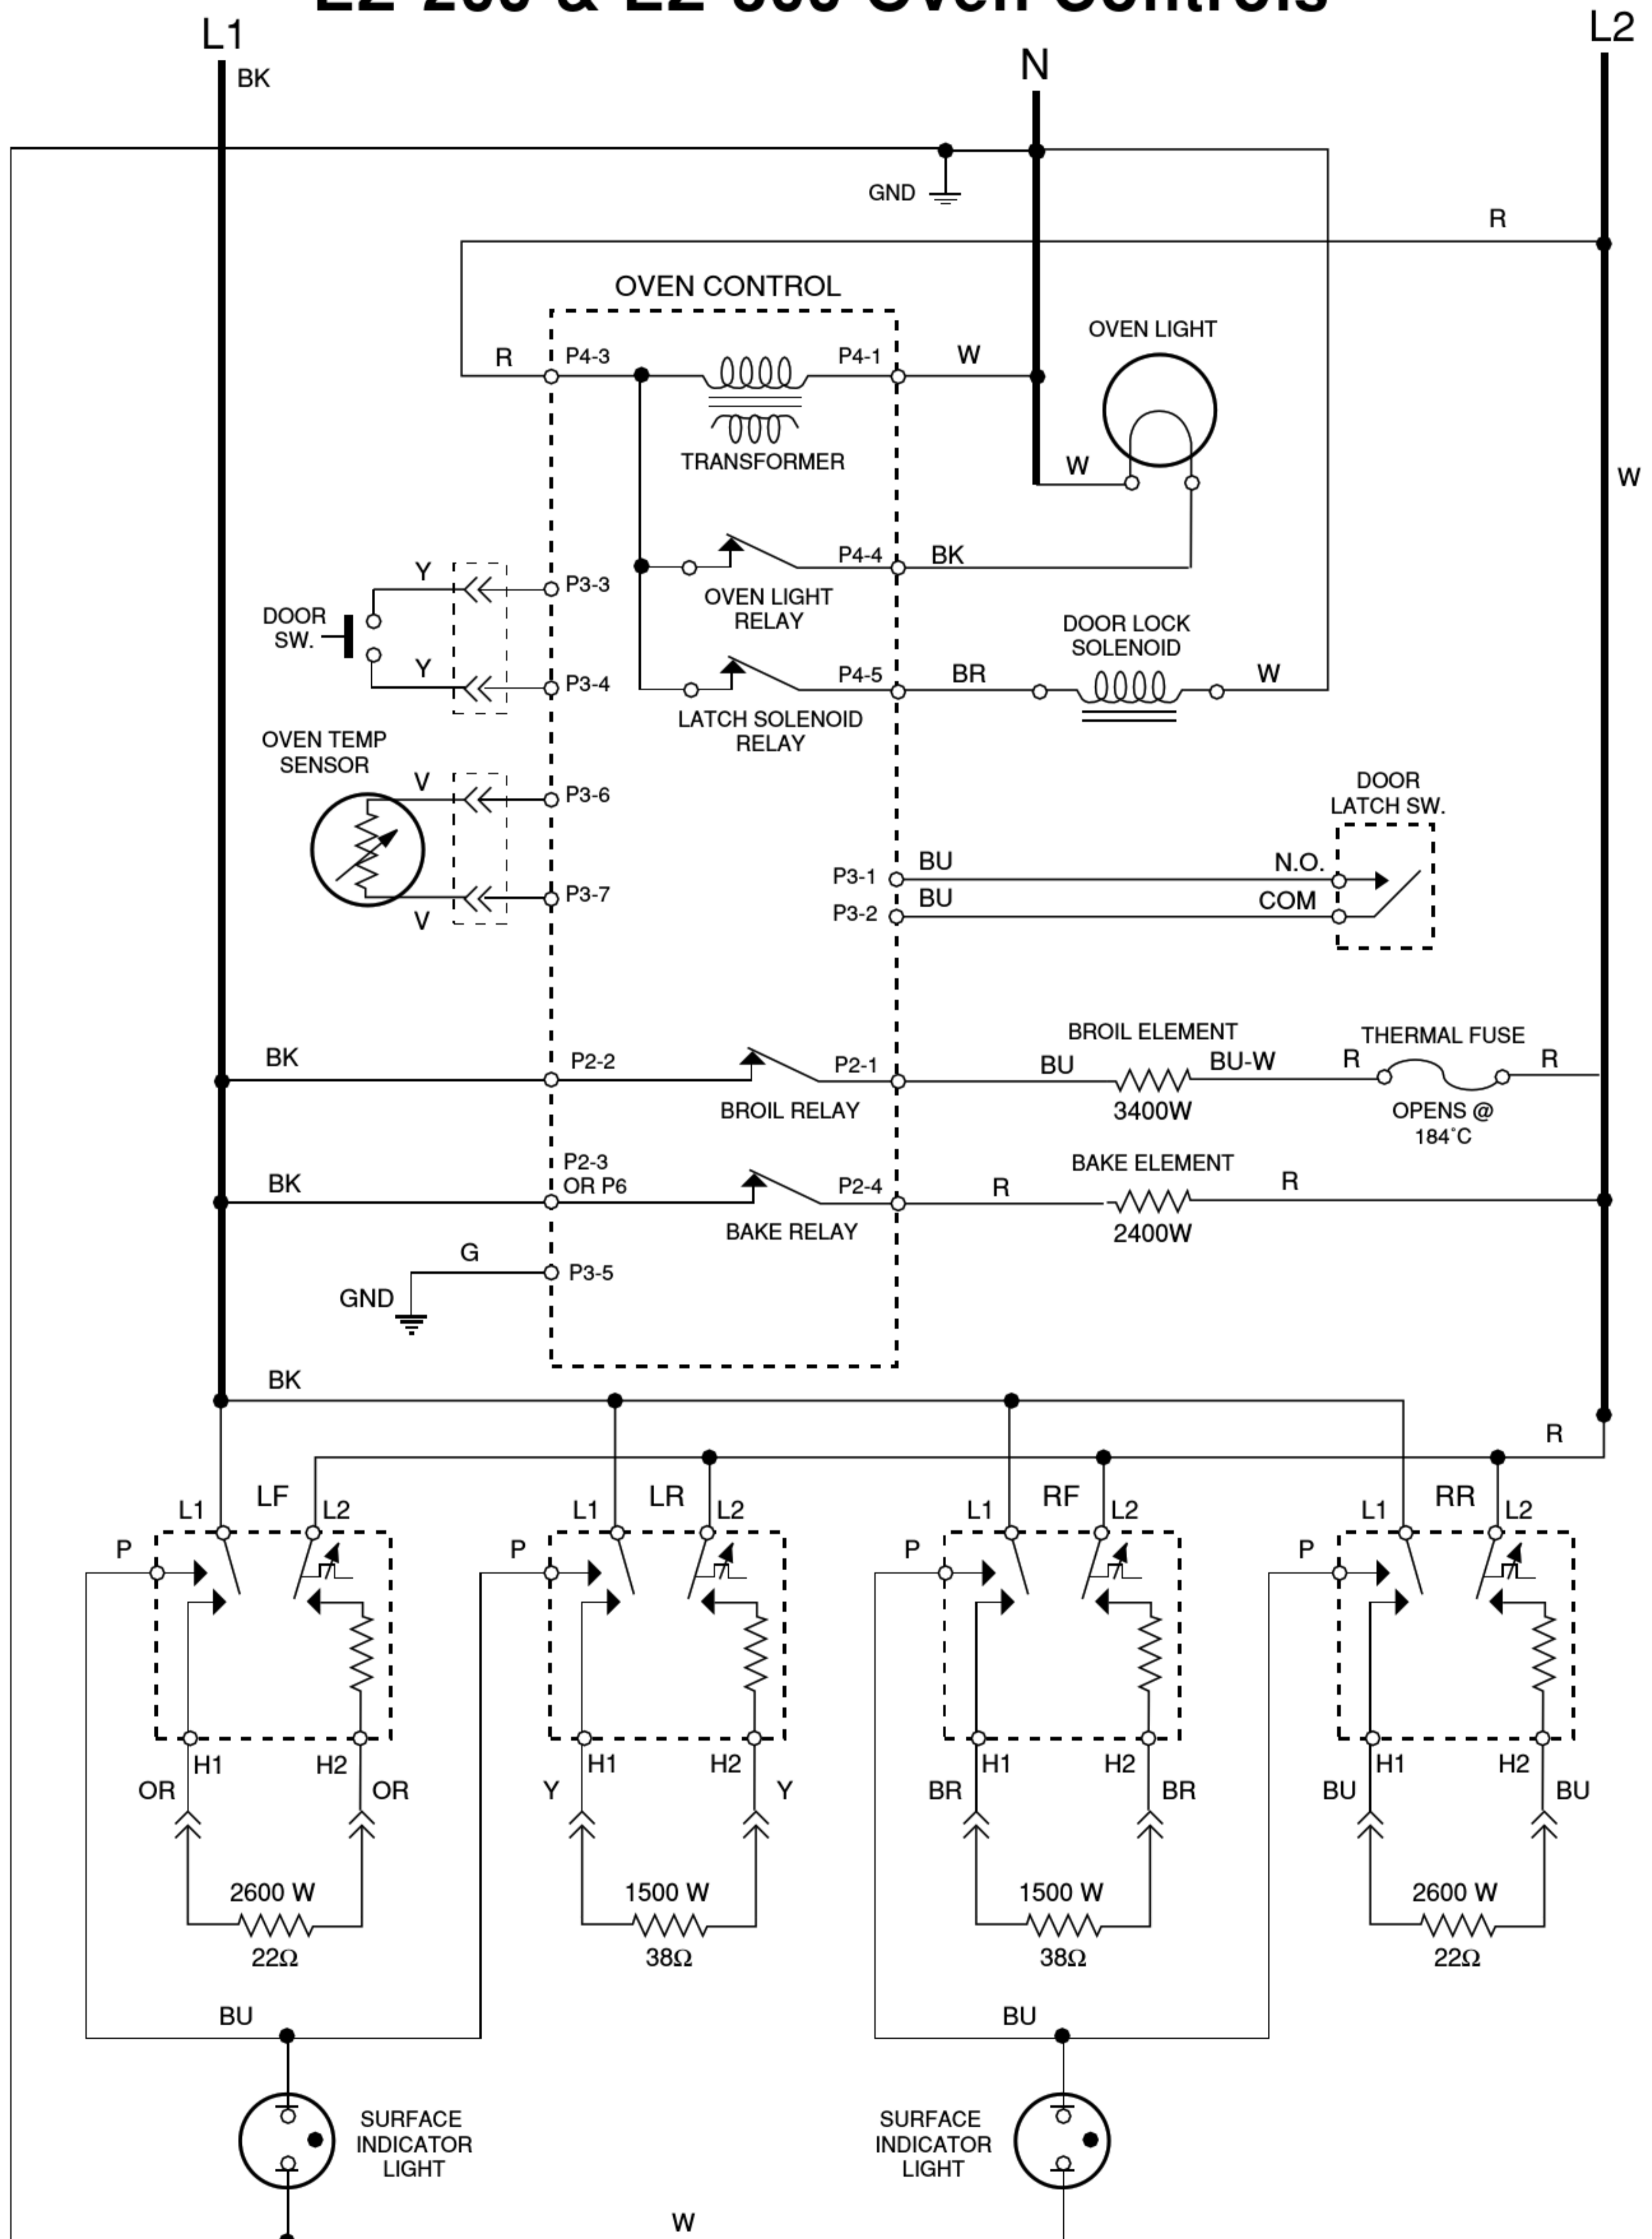 L1
N
L2
BK
GND
R
OVEN CONTROL
OVEN LIGHT
R
P4-3
P4-1
W
TRANSFORMER
W
W
P4-4
BK
OVEN LIGHT
RELAY
Y
P3-3
DOOR
SW.
Y
P3-4
DOOR LOCK
SOLENOID
P4-5
BR
W
LATCH SOLENOID
RELAY
OVEN TEMP
SENSOR
V
P3-6
V
P3-7
DOOR
LATCH SW.
P3-1
BU
N.O.
P3-2
BU
COM
BK
P2-2
P2-1
BU
BROIL ELEMENT
BU-W
R
THERMAL FUSE
R
BROIL RELAY
3400W
OPENS @
184˚C
BK
P2-3
OR P6
P2-4
R
BAKE ELEMENT
R
BAKE RELAY
2400W
G
P3-5
GND
BK
R
L1
LF
L2
L1
LR
L2
L1
RF
L2
L1
RR
L2
P
P
P
P
H1
H2
H1
H2
H1
H2
H1
H2
OR
OR
Y
Y
BR
BR
BU
BU
2600 W
1500 W
1500 W
2600 W
22Ω
38Ω
38Ω
22Ω
BU
BU
SURFACE
INDICATOR
LIGHT
SURFACE
INDICATOR
LIGHT
W